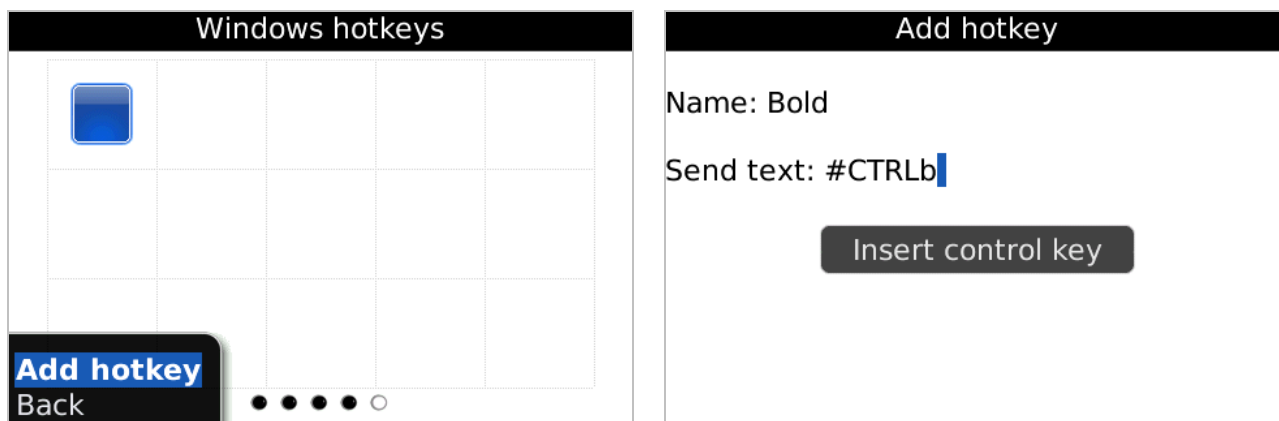 Windows hotkeys
Add hotkey
Back
Add hotkey
Name: Bold
Send text: #CTRLb
Insert control key